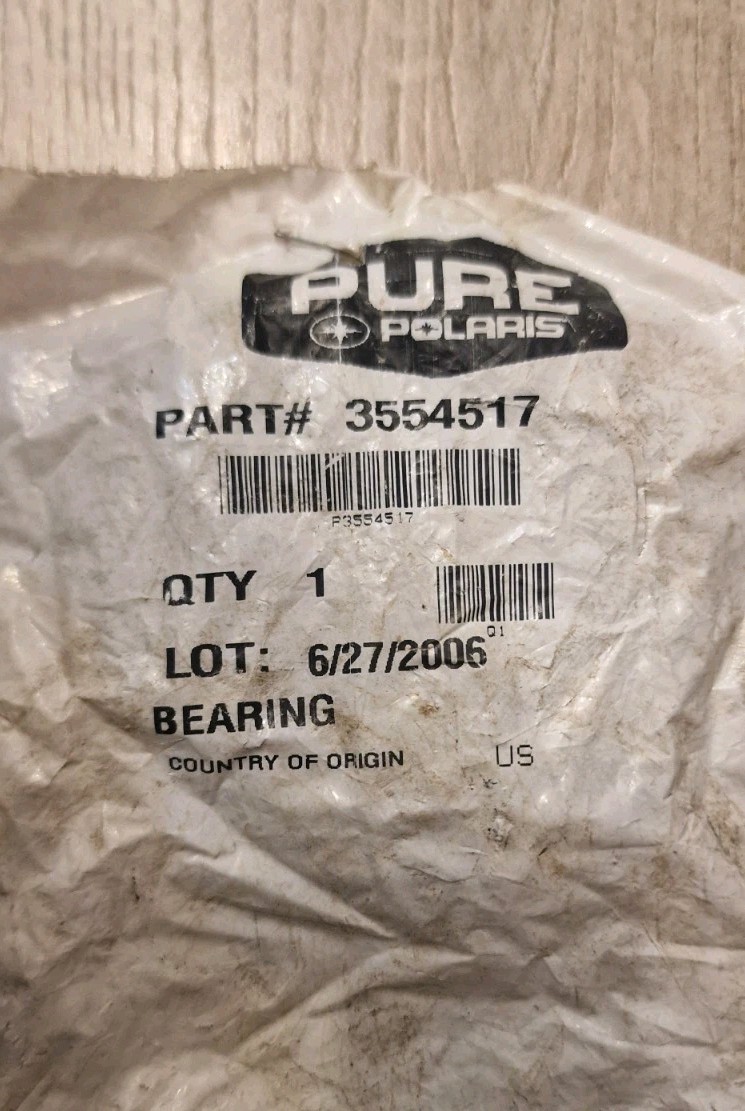 PURE
POLARIS
PART# 3554517
P3554517
QTY 1
Q1
LOT: 6/27/2006
BEARING
COUNTRY OF ORIGIN US